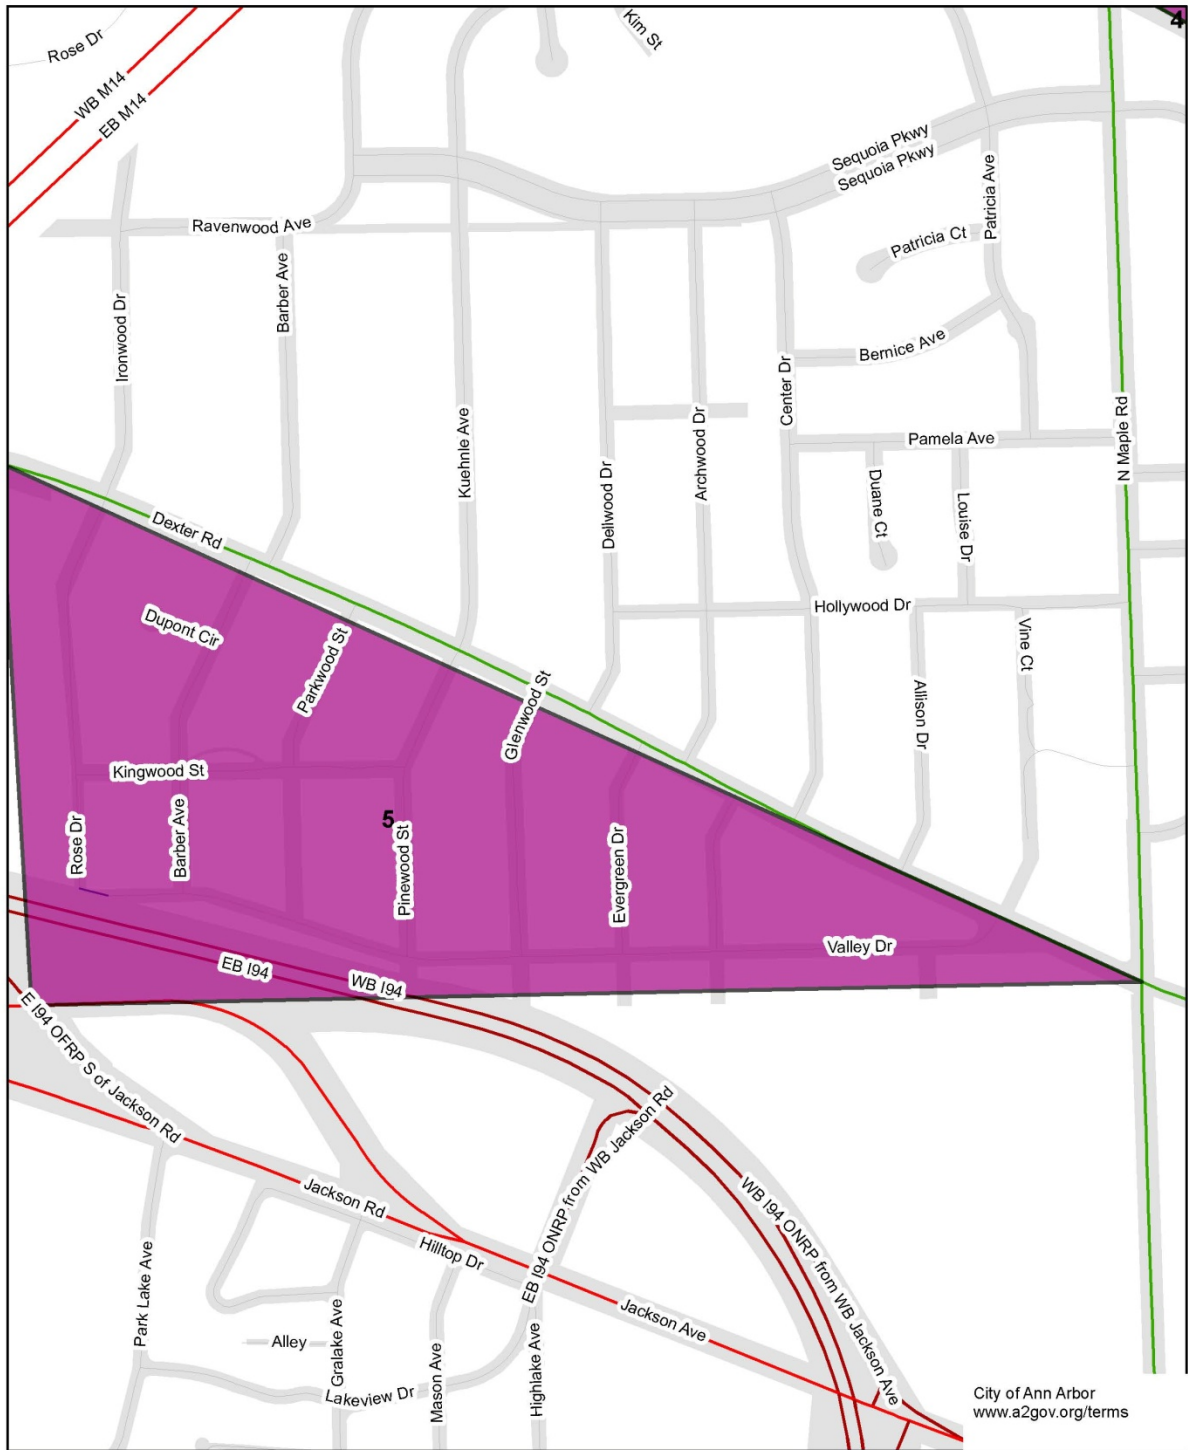 Rose Dr
Kim St
4
WB M14
EB M14
Sequoia Pkwy
Sequoia Pkwy
Patricia Ave
Ravenwood Ave
Patricia Ct
Barber Ave
Ironwood Dr
Bernice Ave
Center Dr
Kuehnle Ave
Archwood Dr
N Maple Rd
Pamela Ave
Dellwood Dr
Duane Ct
Louise Dr
Dexter Rd
Hollywood Dr
Dupont Cir
Parkwood St
Vine Ct
Glenwood St
Allison Dr
Kingwood St
5
Rose Dr
Barber Ave
Pinewood St
Evergreen Dr
Valley Dr
EB I94
WB I94
E I94 OFRP S of Jackson Rd
EB I94 ONRP from WB Jackson Rd
WB I94 ONRP from WB Jackson Ave
Jackson Rd
Hilltop Dr
Park Lake Ave
Jackson Ave
Alley
Gralake Ave
Mason Ave
Highlake Ave
Lakeview Dr
City of Ann Arbor
www.a2gov.org/terms